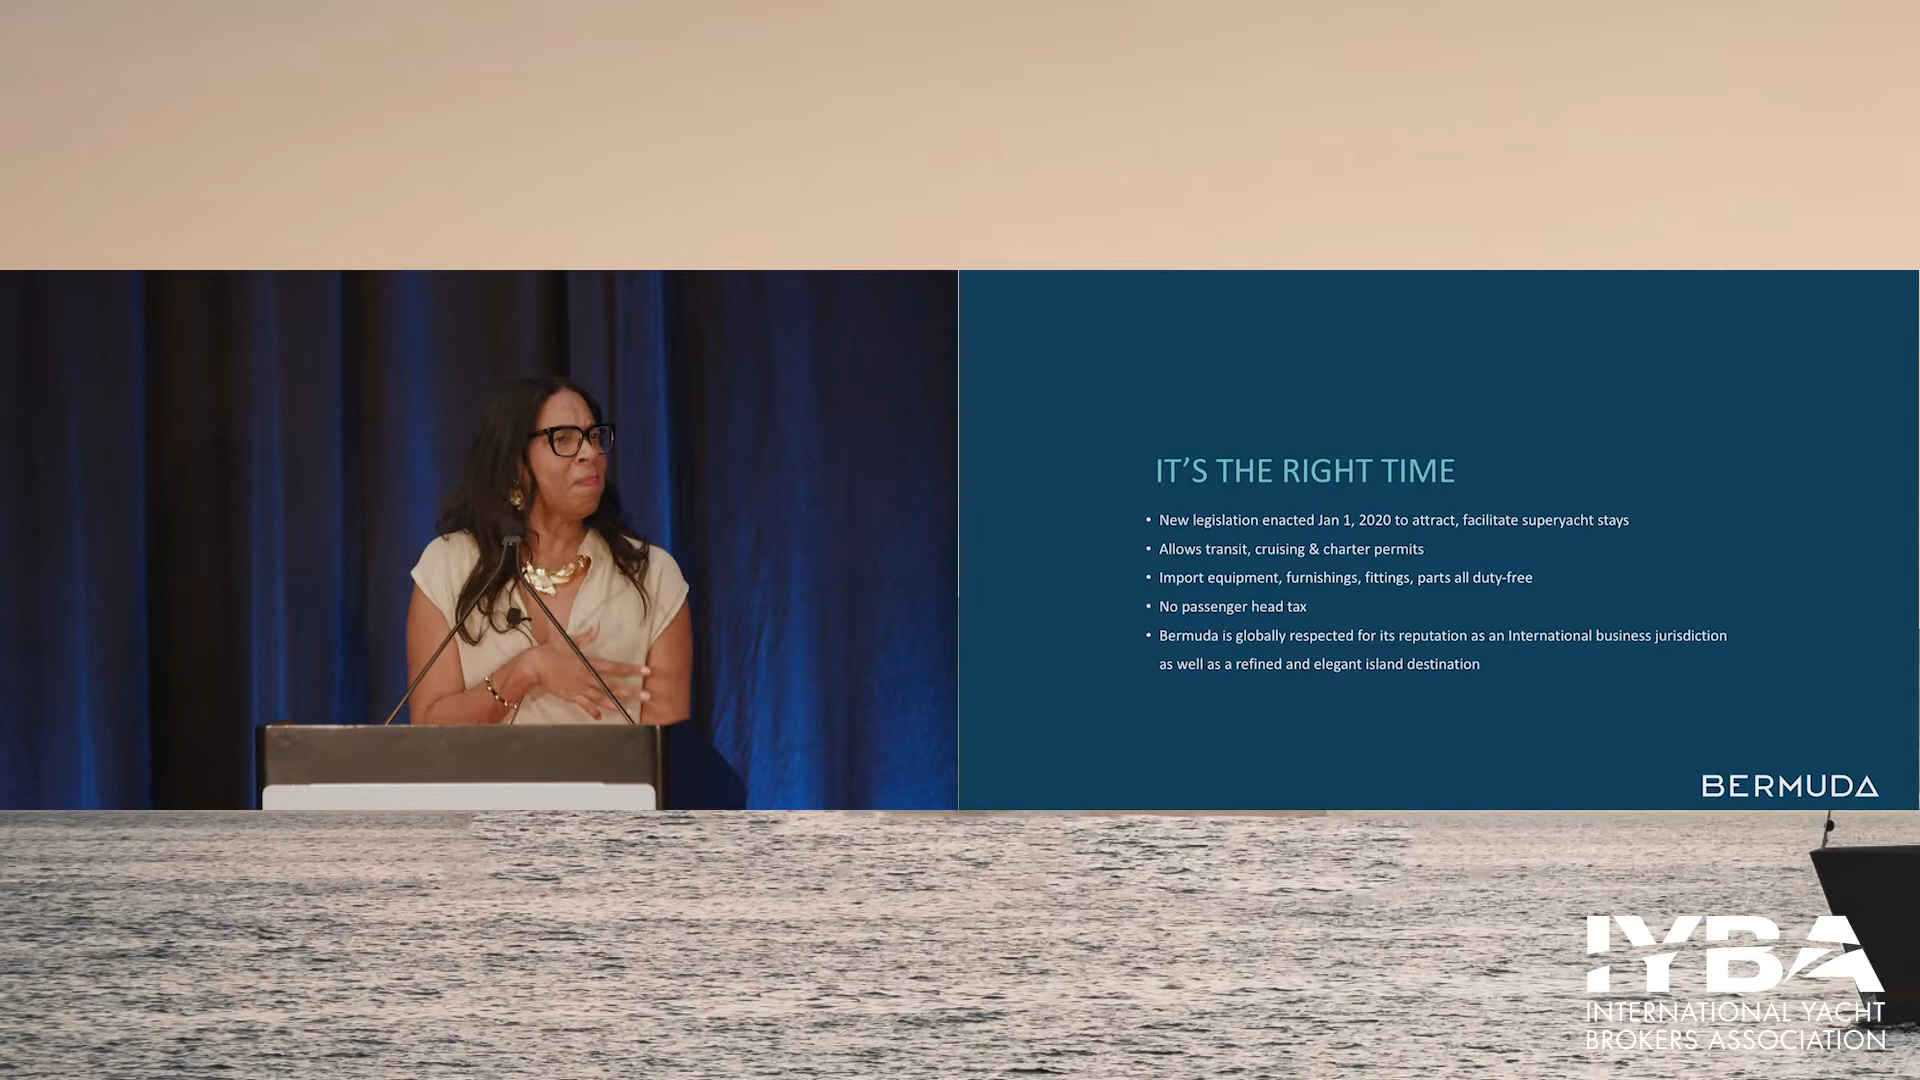 IT'S THE RIGHT TIME
• New legislation enacted Jan 1, 2020 to attract, facilitate superyacht stays
• Allows transit, cruising & charter permits
• Import equipment, furnishings, fittings, parts all duty-free
• No passenger head tax
• Bermuda is globally respected for its reputation as an International business jurisdiction
as well as a refined and elegant island destination
BERMUDA
IYBA
INTERNATIONAL YACHT
BROKERS ASSOCIATION